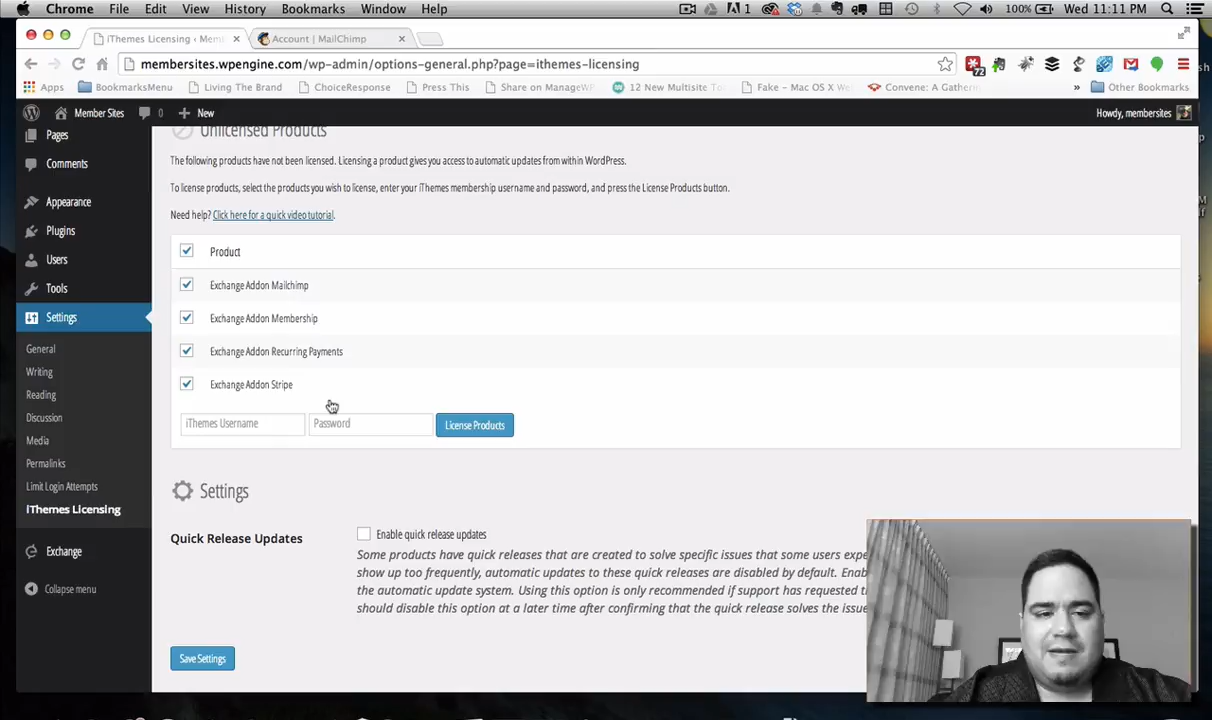 Chrome File Edit View History Bookmarks Window Help 1 100% Wed 11:11 PM
iThemes Licensing ‹ Mem Account | MailChimp
membersites.wpengine.com/wp-admin/options-general.php?page=ithemes-licensing 72
Apps BookmarksMenu Living The Brand ChoiceResponse Press This Share on ManageW 12 New Multisite To Fake – Mac OS X W Convene: A Gather » Other Bookmarks
Member Sites 0 New Howdy, membersites
Pages
Comments
Appearance
Plugins
Users
Tools
Settings
General
Writing
Reading
Discussion
Media
Permalinks
Limit Login Attempts
iThemes Licensing
Exchange
Collapse menu
Unlicensed Products
The following products have not been licensed. Licensing a product gives you access to automatic updates from within WordPress.
To license products, select the products you wish to license, enter your iThemes membership username and password, and press the License Products button.
Need help? Click here for a quick video tutorial.
Product
Exchange Addon Mailchimp
Exchange Addon Membership
Exchange Addon Recurring Payments
Exchange Addon Stripe
iThemes Username Password License Products
Settings
Quick Release Updates Enable quick release updates
Some products have quick releases that are created to solve specific issues that some users expe
show up too frequently, automatic updates to these quick releases are disabled by default. Enab
the automatic update system. Using this option is only recommended if support has requested t
should disable this option at a later time after confirming that the quick release solves the issue
Save Settings